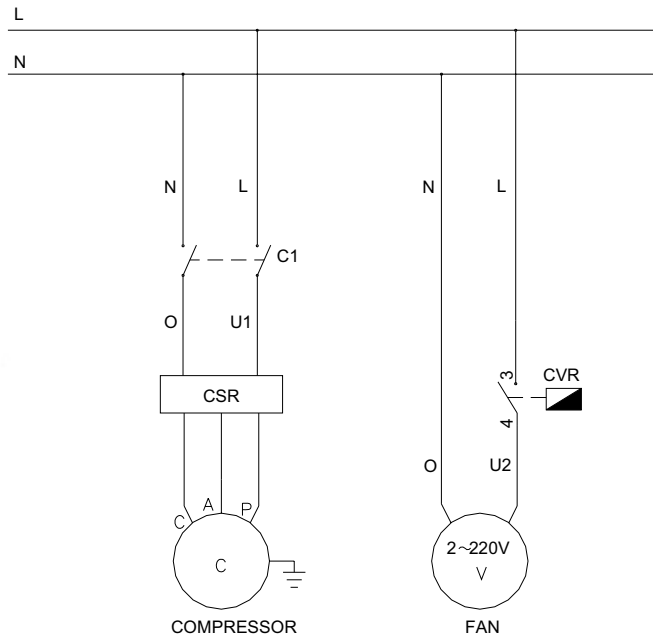 L
N
N L N L
C1
O U1
3
CVR
CSR
4
O U2
C A P
2~220V
C V
COMPRESSOR FAN